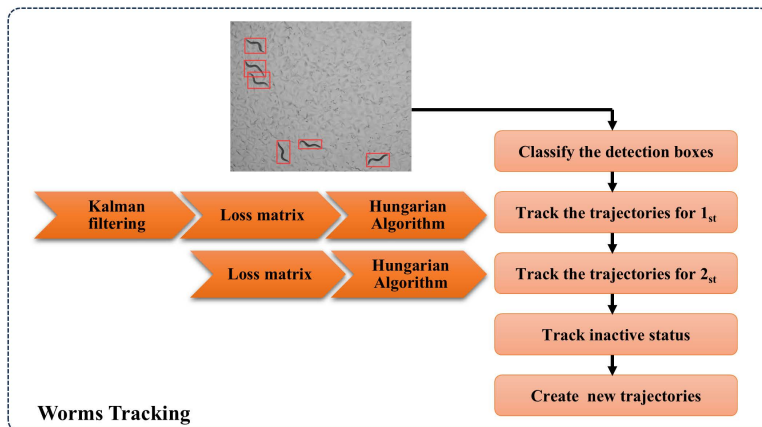 Classify the detection boxes
Kalman
filtering
Loss matrix
Hungarian
Algorithm
Track the trajectories for 1st
Loss matrix
Hungarian
Algorithm
Track the trajectories for 2st
Track inactive status
Create new trajectories
Worms Tracking